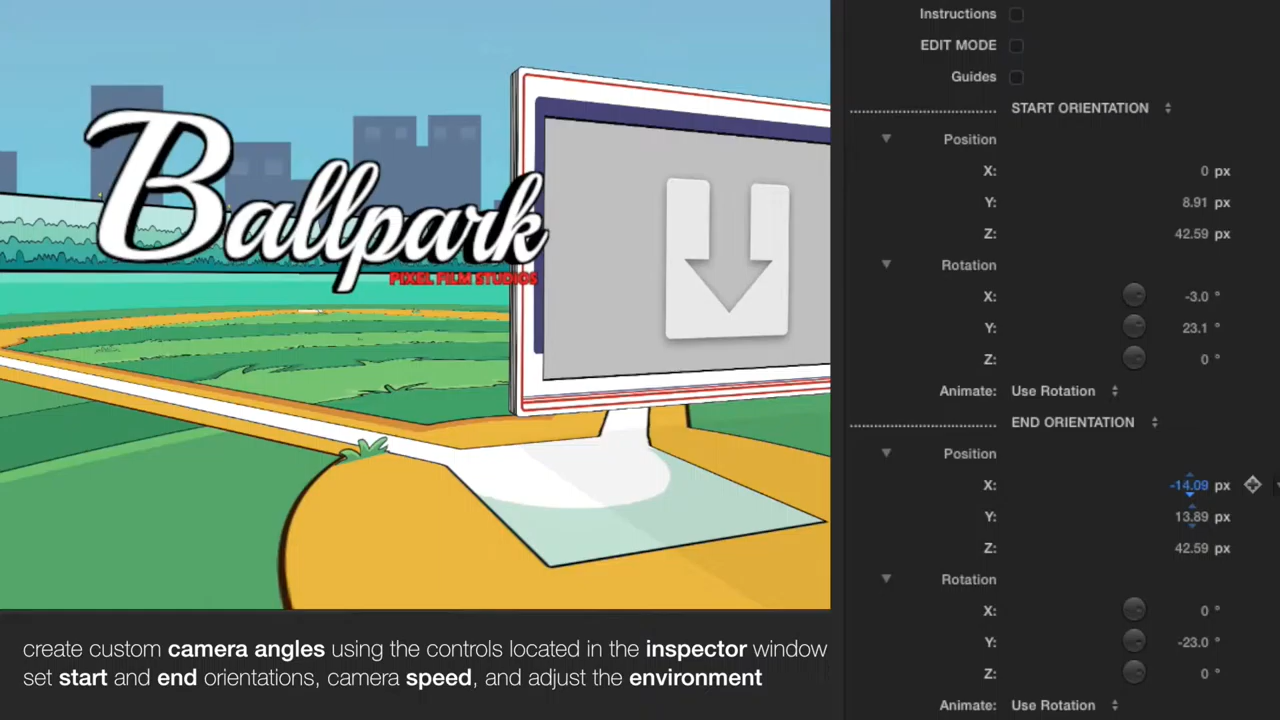 Ballpark
PIXEL FILM STUDIOS
Instructions
EDIT MODE
Guides
START ORIENTATION
Position
X: 0 px
Y: 8.91 px
Z: 42.59 px
Rotation
X: -3.0 °
Y: 23.1 °
Z: 0 °
Animate: Use Rotation
END ORIENTATION
Position
X: -14.09 px
Y: 13.89 px
Z: 42.59 px
Rotation
X: 0 °
Y: -23.0 °
Z: 0 °
Animate: Use Rotation
create custom camera angles using the controls located in the inspector window
set start and end orientations, camera speed, and adjust the environment